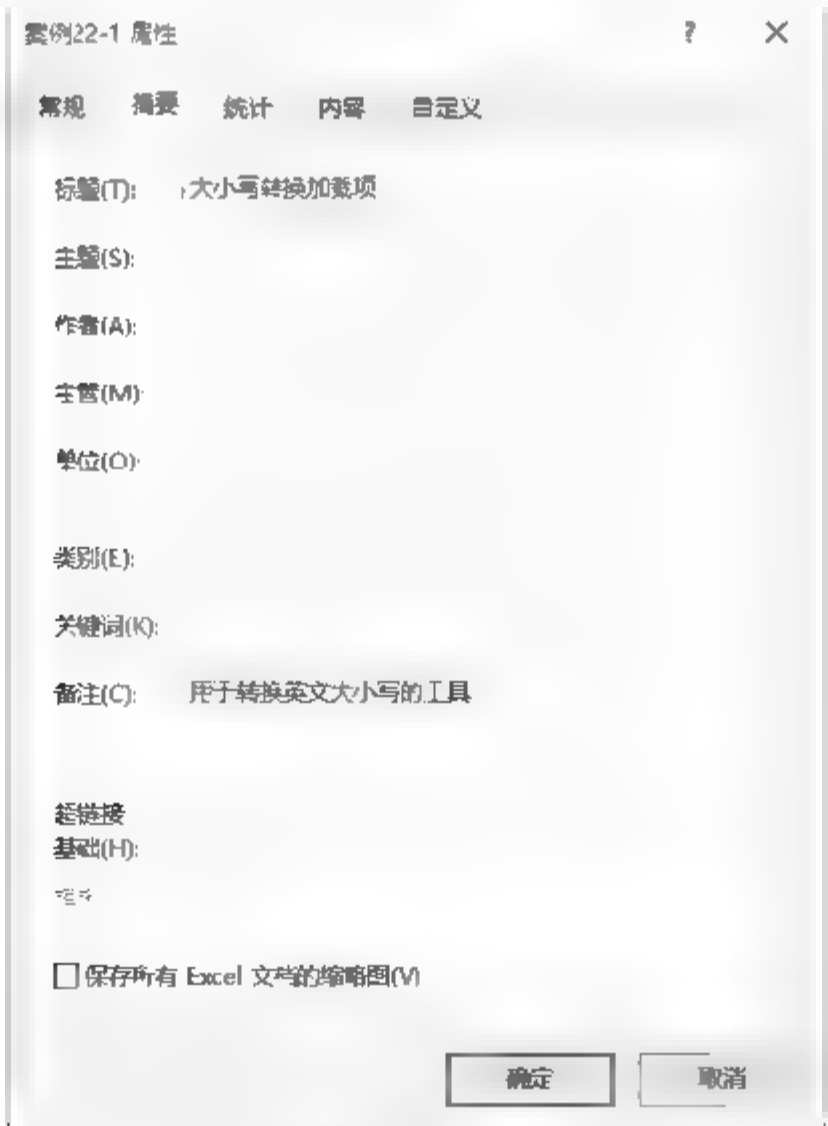 案例22-1 属性 ? ×
常规 摘要 统计 内容 自定义
标题(T): 大小写转换加载项
主题(S):
作者(A):
主管(M):
单位(O):
类别(E):
关键词(K):
备注(C): 用于转换英文大小写的工具
超链接
基础(H):
保存所有 Excel 文档的缩略图(V)
确定 取消